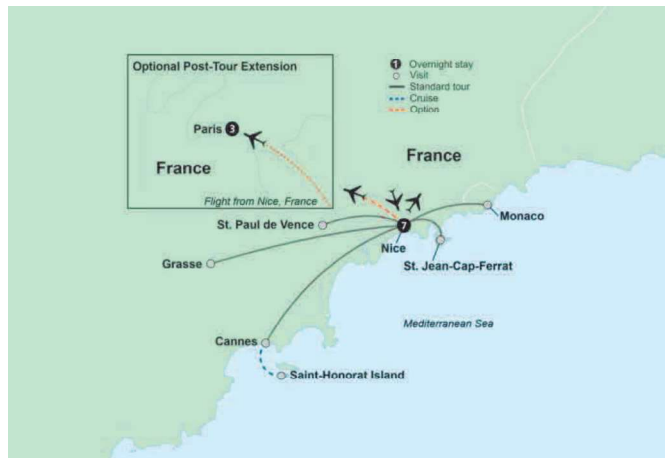 Optional Post-Tour Extension
Paris 3
France
Flight from Nice, France
1 Overnight stay
Visit
Standard tour
Cruise
Option
France
Monaco
St. Paul de Vence
7
Nice
St. Jean-Cap-Ferrat
Grasse
Mediterranean Sea
Cannes
Saint-Honorat Island